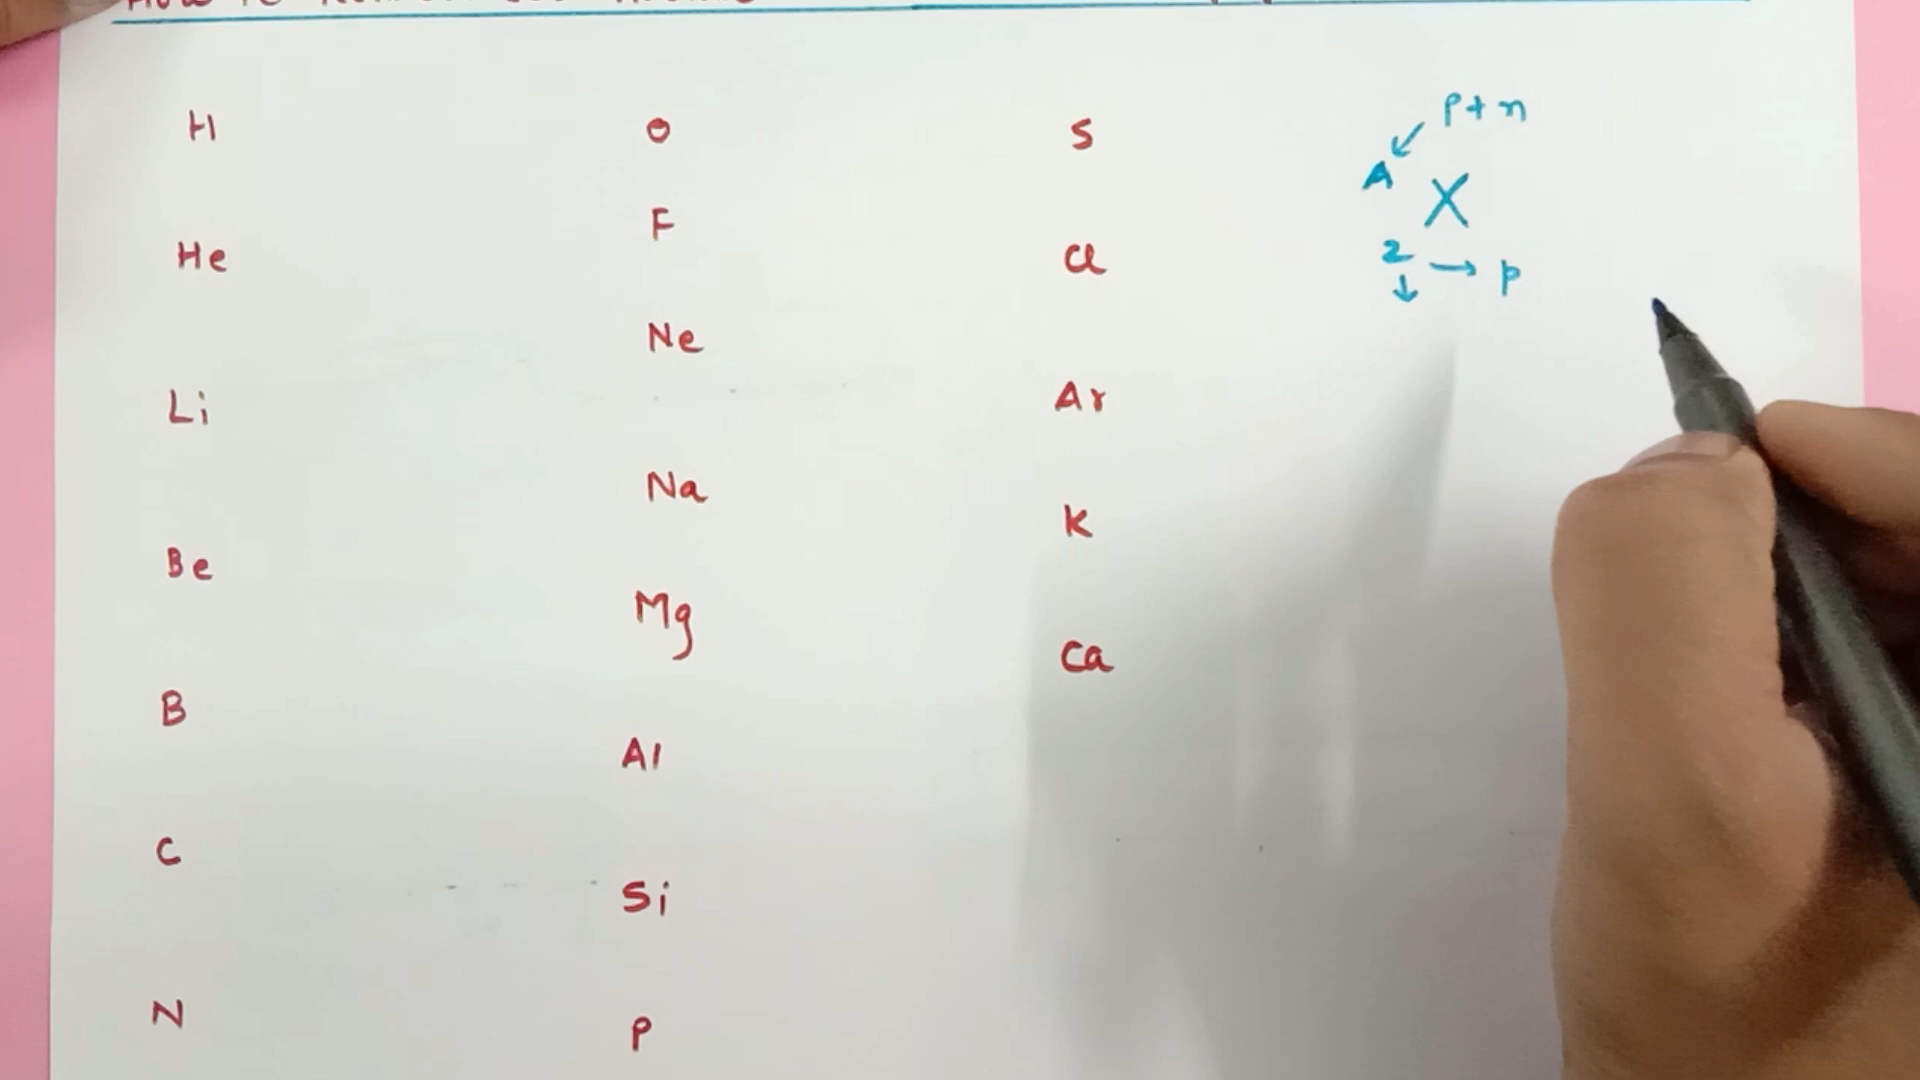 H
He
Li
Be
B
C
N
O
F
Ne
Na
Mg
Al
Si
P
S
Cl
Ar
K
Ca
P+n
↙
A
X
Z → p
↓